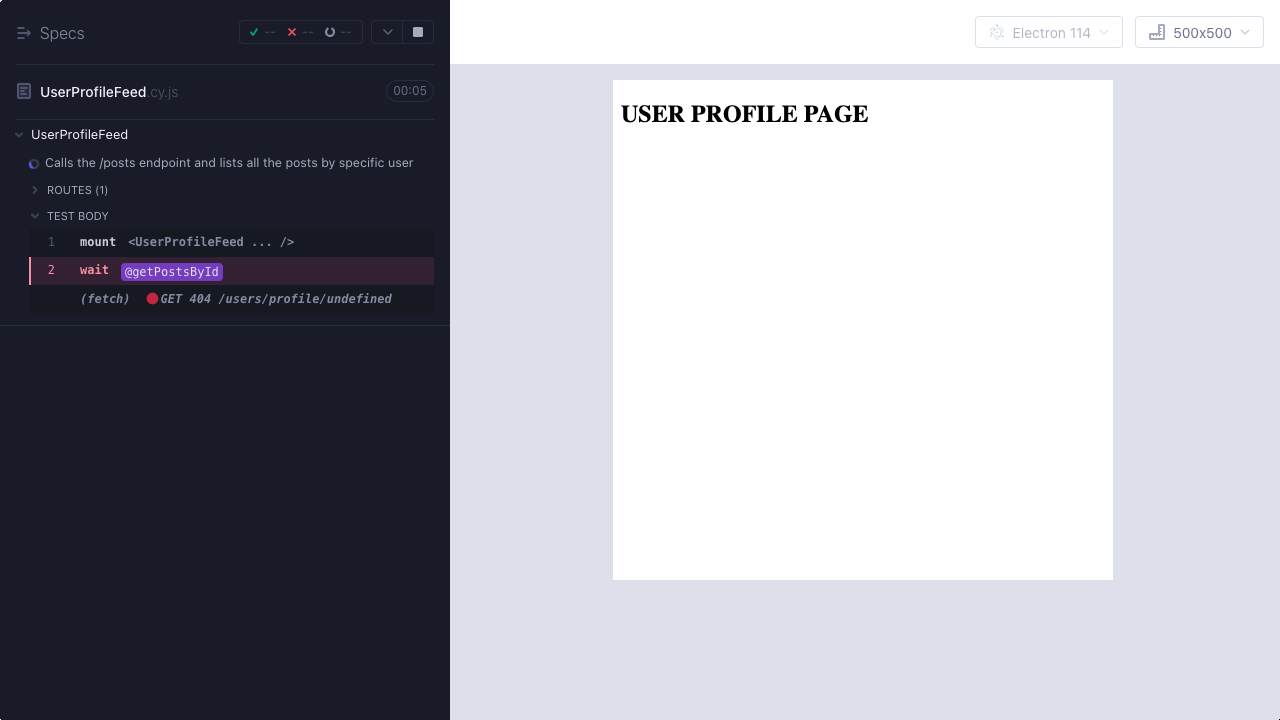 Specs
-- -- --
UserProfileFeed.cy.js 00:05
UserProfileFeed
Calls the /posts endpoint and lists all the posts by specific user
ROUTES (1)
TEST BODY
1 mount <UserProfileFeed ... />
2 wait @getPostsById
(fetch) GET 404 /users/profile/undefined
Electron 114
500x500
USER PROFILE PAGE